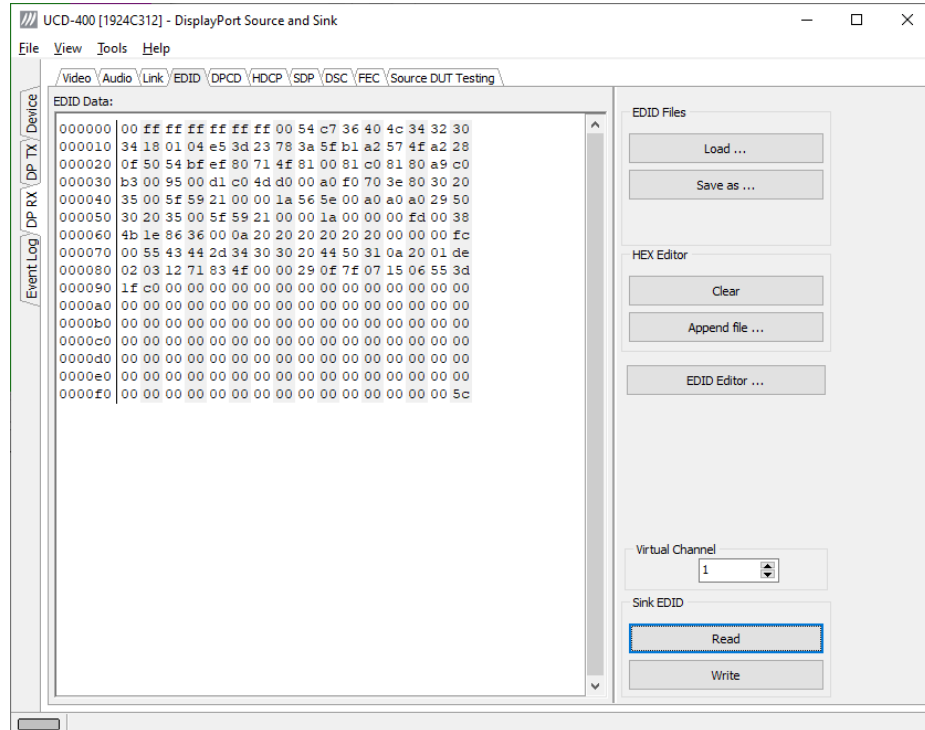 UCD-400 [1924C312] - DisplayPort Source and Sink
File View Tools Help
Video Audio Link EDID DPCD HDCP SDP DSC FEC Source DUT Testing
Device
DP TX
DP RX
Event Log
EDID Data:
000000 00 ff ff ff ff ff ff 00 54 c7 36 40 4c 34 32 30
000010 34 18 01 04 e5 3d 23 78 3a 5f b1 a2 57 4f a2 28
000020 0f 50 54 bf ef 80 71 4f 81 00 81 c0 81 80 a9 c0
000030 b3 00 95 00 d1 c0 4d d0 00 a0 f0 70 3e 80 30 20
000040 35 00 5f 59 21 00 00 1a 56 5e 00 a0 a0 a0 29 50
000050 30 20 35 00 5f 59 21 00 00 1a 00 00 00 fd 00 38
000060 4b 1e 86 36 00 0a 20 20 20 20 20 20 00 00 00 fc
000070 00 55 43 44 2d 34 30 30 20 44 50 31 0a 20 01 de
000080 02 03 12 71 83 4f 00 00 29 0f 7f 07 15 06 55 3d
000090 1f c0 00 00 00 00 00 00 00 00 00 00 00 00 00 00
0000a0 00 00 00 00 00 00 00 00 00 00 00 00 00 00 00 00
0000b0 00 00 00 00 00 00 00 00 00 00 00 00 00 00 00 00
0000c0 00 00 00 00 00 00 00 00 00 00 00 00 00 00 00 00
0000d0 00 00 00 00 00 00 00 00 00 00 00 00 00 00 00 00
0000e0 00 00 00 00 00 00 00 00 00 00 00 00 00 00 00 00
0000f0 00 00 00 00 00 00 00 00 00 00 00 00 00 00 00 5c
EDID Files
Load ...
Save as ...
HEX Editor
Clear
Append file ...
EDID Editor ...
Virtual Channel
1
Sink EDID
Read
Write